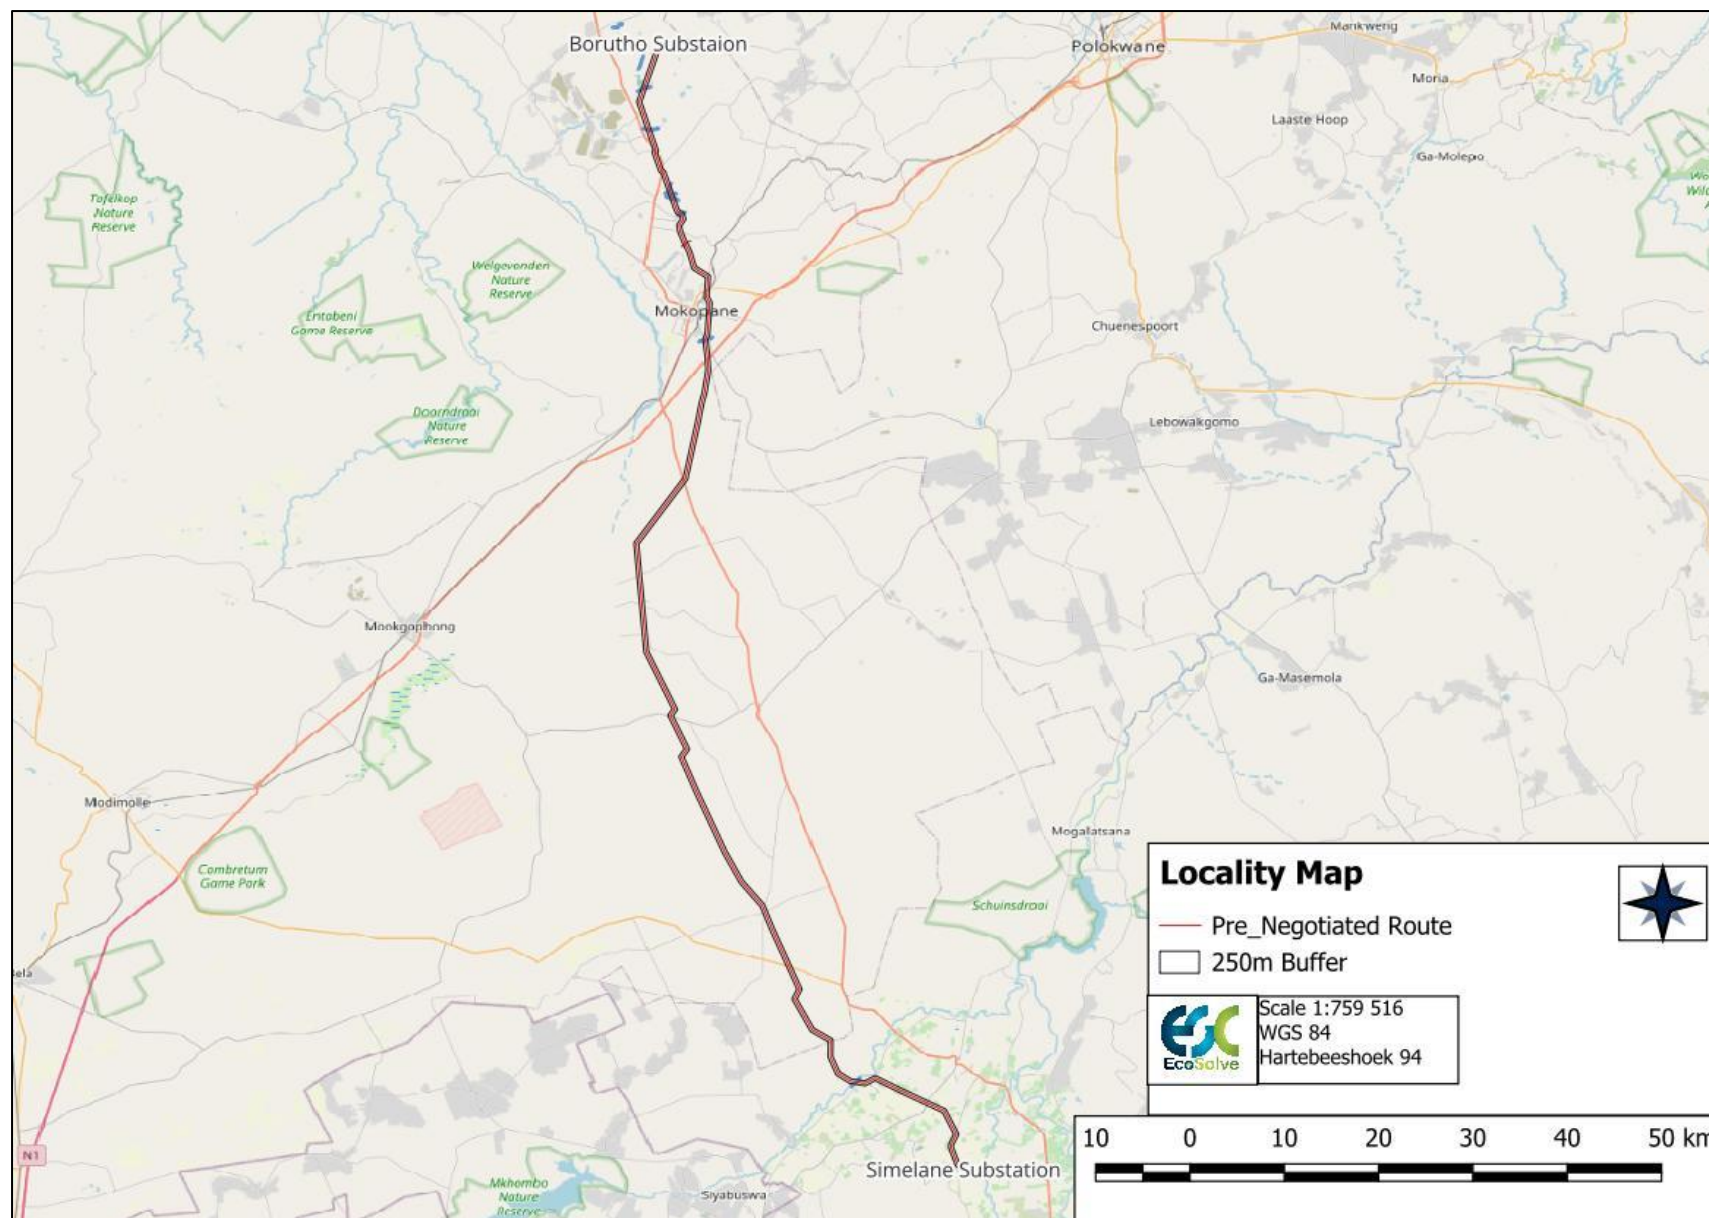 Borutho Substaion
Polokwane
Mankweng
Moria
Laaste Hoop
Ga-Molepo
Tafelkop
Nature
Reserve
Welgevonden
Nature
Reserve
Entabeni
Game Reserve
Mokopane
Chuenespoort
Doorndraai
Nature
Reserve
Lebowakgomo
Mookgophong
Ga-Masemola
Modimolle
Mogallatsana
Combretum
Game Park
Schuinsdraai
Bela
N1
Simelane Substation
Mkhombo
Nature
Reserve
Siyabuswa
Locality Map
Pre_Negotiated Route
250m Buffer
EcoSolve
Scale 1:759 516
WGS 84
Hartebeeshoek 94
10 0 10 20 30 40 50 km